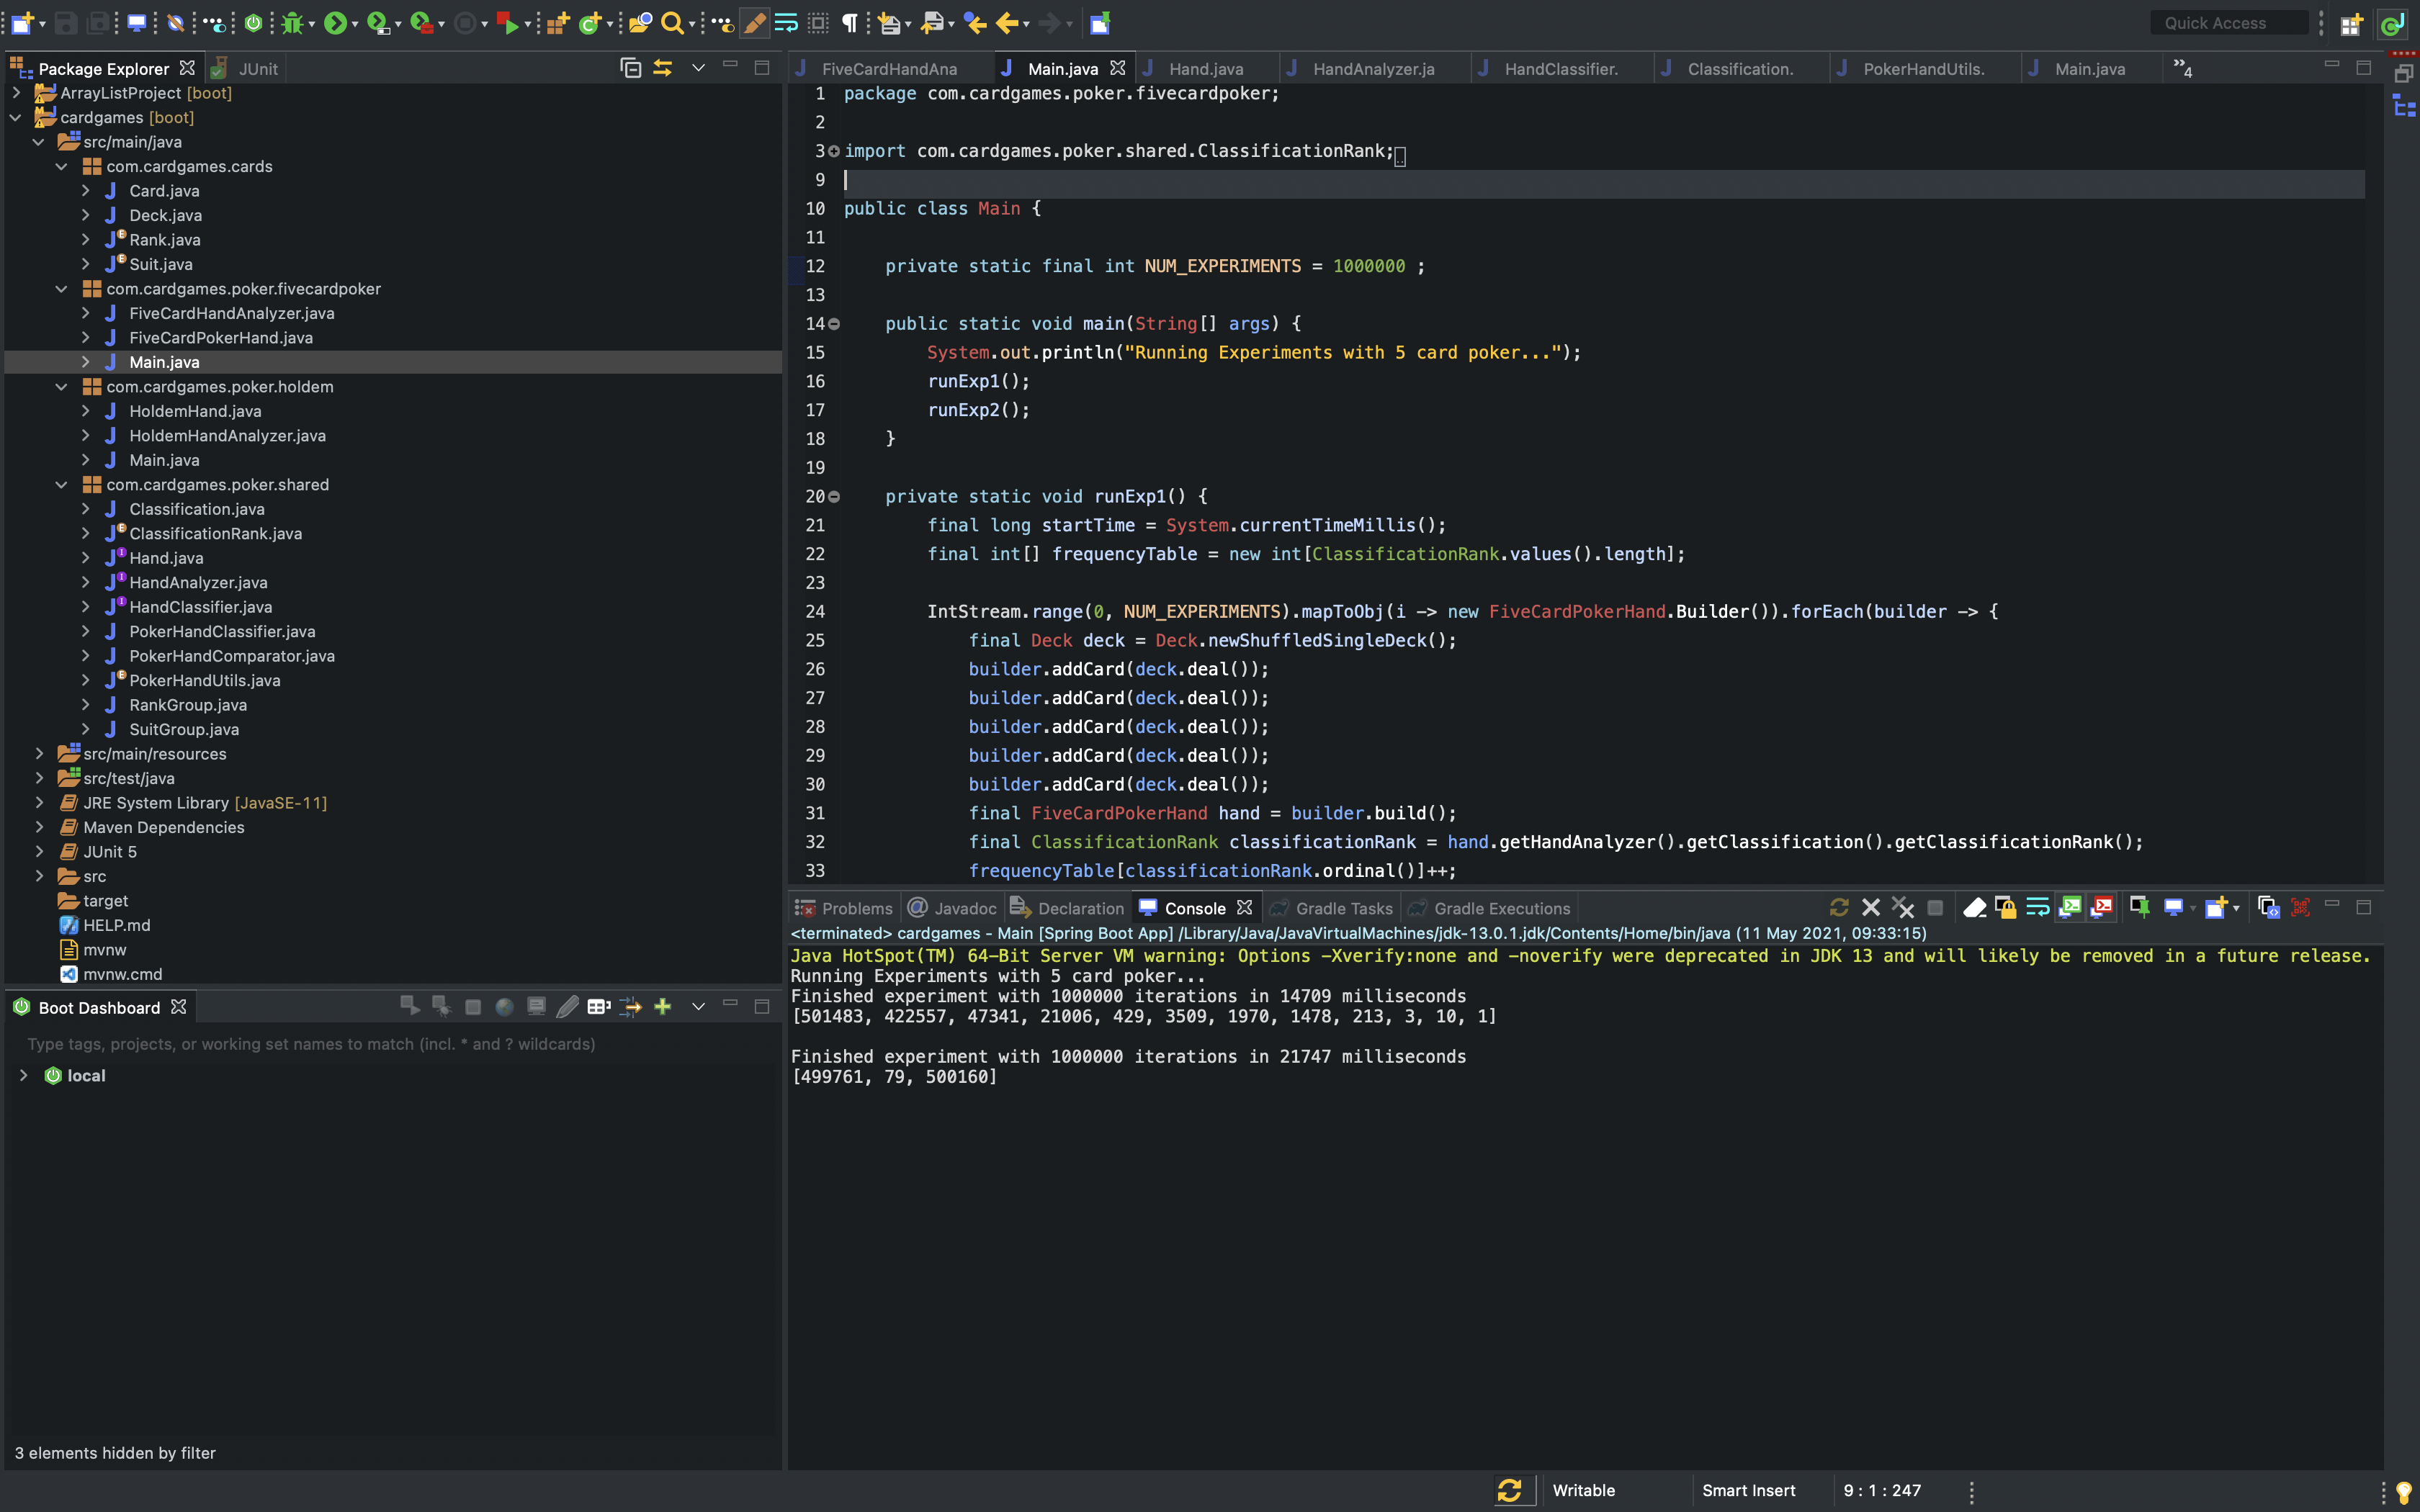 Quick Access
Package Explorer
JUnit
ArrayListProject [boot]
cardgames [boot]
src/main/java
com.cardgames.cards
Card.java
Deck.java
Rank.java
Suit.java
com.cardgames.poker.fivecardpoker
FiveCardHandAnalyzer.java
FiveCardPokerHand.java
Main.java
com.cardgames.poker.holdem
HoldemHand.java
HoldemHandAnalyzer.java
Main.java
com.cardgames.poker.shared
Classification.java
ClassificationRank.java
Hand.java
HandAnalyzer.java
HandClassifier.java
PokerHandClassifier.java
PokerHandComparator.java
PokerHandUtils.java
RankGroup.java
SuitGroup.java
src/main/resources
src/test/java
JRE System Library [JavaSE-11]
Maven Dependencies
JUnit 5
src
target
HELP.md
mvnw
mvnw.cmd
Boot Dashboard
Type tags, projects, or working set names to match (incl. * and ? wildcards)
local
3 elements hidden by filter
FiveCardHandAna
Main.java
Hand.java
HandAnalyzer.ja
HandClassifier.
Classification.
PokerHandUtils.
Main.java
»4
1 package com.cardgames.poker.fivecardpoker;
2
3 import com.cardgames.poker.shared.ClassificationRank;
9
10 public class Main {
11
12 private static final int NUM_EXPERIMENTS = 1000000 ;
13
14 public static void main(String[] args) {
15 System.out.println("Running Experiments with 5 card poker...");
16 runExp1();
17 runExp2();
18 }
19
20 private static void runExp1() {
21 final long startTime = System.currentTimeMillis();
22 final int[] frequencyTable = new int[ClassificationRank.values().length];
23
24 IntStream.range(0, NUM_EXPERIMENTS).mapToObj(i -> new FiveCardPokerHand.Builder()).forEach(builder -> {
25 final Deck deck = Deck.newShuffledSingleDeck();
26 builder.addCard(deck.deal());
27 builder.addCard(deck.deal());
28 builder.addCard(deck.deal());
29 builder.addCard(deck.deal());
30 builder.addCard(deck.deal());
31 final FiveCardPokerHand hand = builder.build();
32 final ClassificationRank classificationRank = hand.getHandAnalyzer().getClassification().getClassificationRank();
33 frequencyTable[classificationRank.ordinal()]++;
Problems
Javadoc
Declaration
Console
Gradle Tasks
Gradle Executions
<terminated> cardgames - Main [Spring Boot App] /Library/Java/JavaVirtualMachines/jdk-13.0.1.jdk/Contents/Home/bin/java (11 May 2021, 09:33:15)
Java HotSpot(TM) 64-Bit Server VM warning: Options -Xverify:none and -noverify were deprecated in JDK 13 and will likely be removed in a future release.
Running Experiments with 5 card poker...
Finished experiment with 1000000 iterations in 14709 milliseconds
[501483, 422557, 47341, 21006, 429, 3509, 1970, 1478, 213, 3, 10, 1]
Finished experiment with 1000000 iterations in 21747 milliseconds
[499761, 79, 500160]
Writable
Smart Insert
9 : 1 : 247